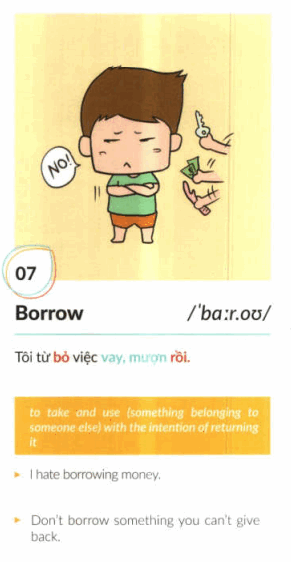 NO!
07
Borrow /ˈbaːr.oʊ/
Tôi từ bỏ việc vay, mượn rồi.
to take and use (something belonging to
someone else) with the intention of returning
it
I hate borrowing money.
Don't borrow something you can't give
back.